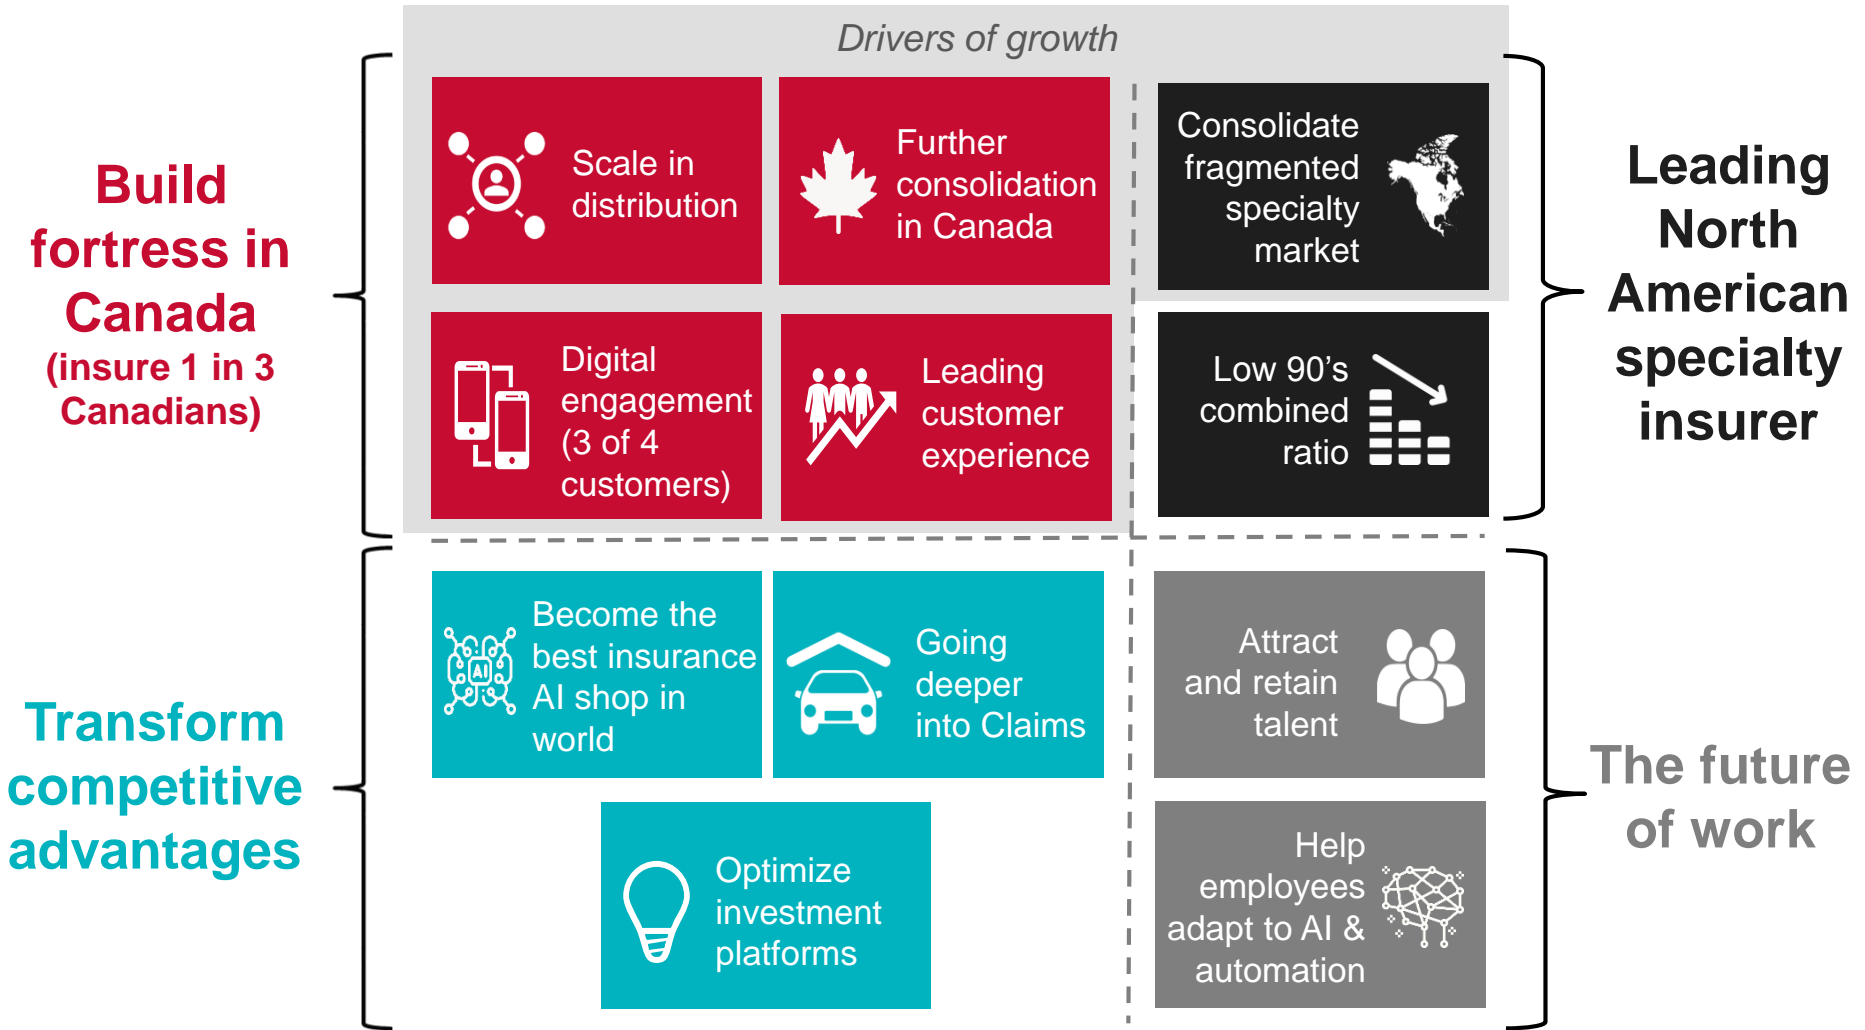 Drivers of growth
Build
fortress in
Canada
(insure 1 in 3
Canadians)
Scale in
distribution
Further
consolidation
in Canada
Digital
engagement
(3 of 4
customers)
Leading
customer
experience
Consolidate
fragmented
specialty
market
Low 90’s
combined
ratio
Leading
North
American
specialty
insurer
Transform
competitive
advantages
AI
Become the
best insurance
AI shop in
world
Going
deeper
into Claims
Optimize
investment
platforms
Attract
and retain
talent
Help
employees
adapt to AI &
automation
The future
of work